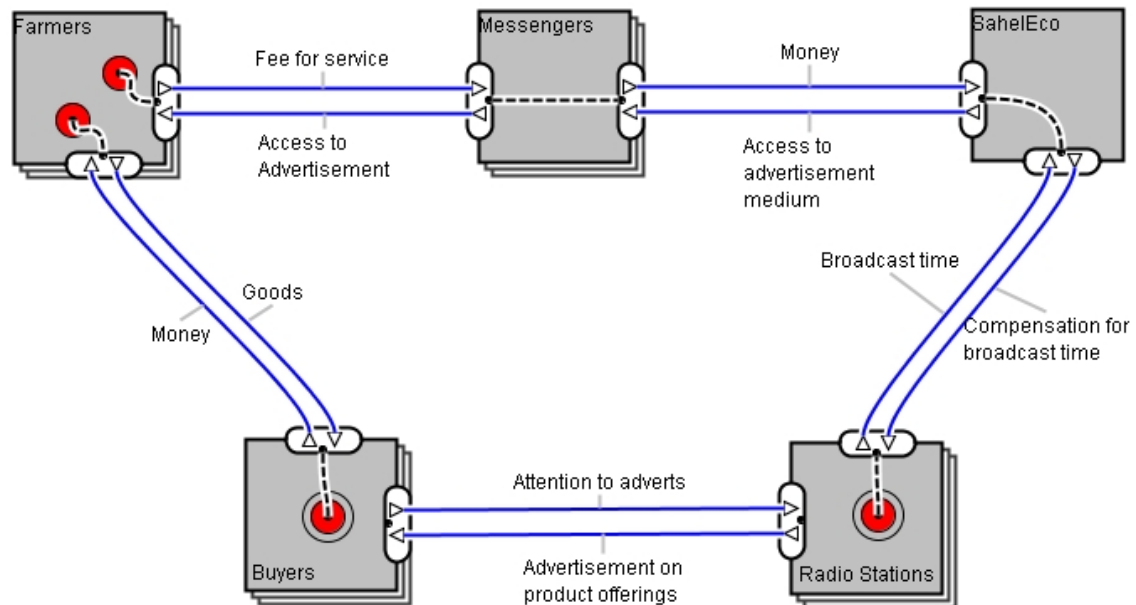 Farmers
Messengers
SahelEco
Fee for service
Money
Access to
Advertisement
Access to
advertisement
medium
Broadcast time
Goods
Money
Compensation for
broadcast time
Attention to adverts
Buyers
Advertisement on
product offerings
Radio Stations